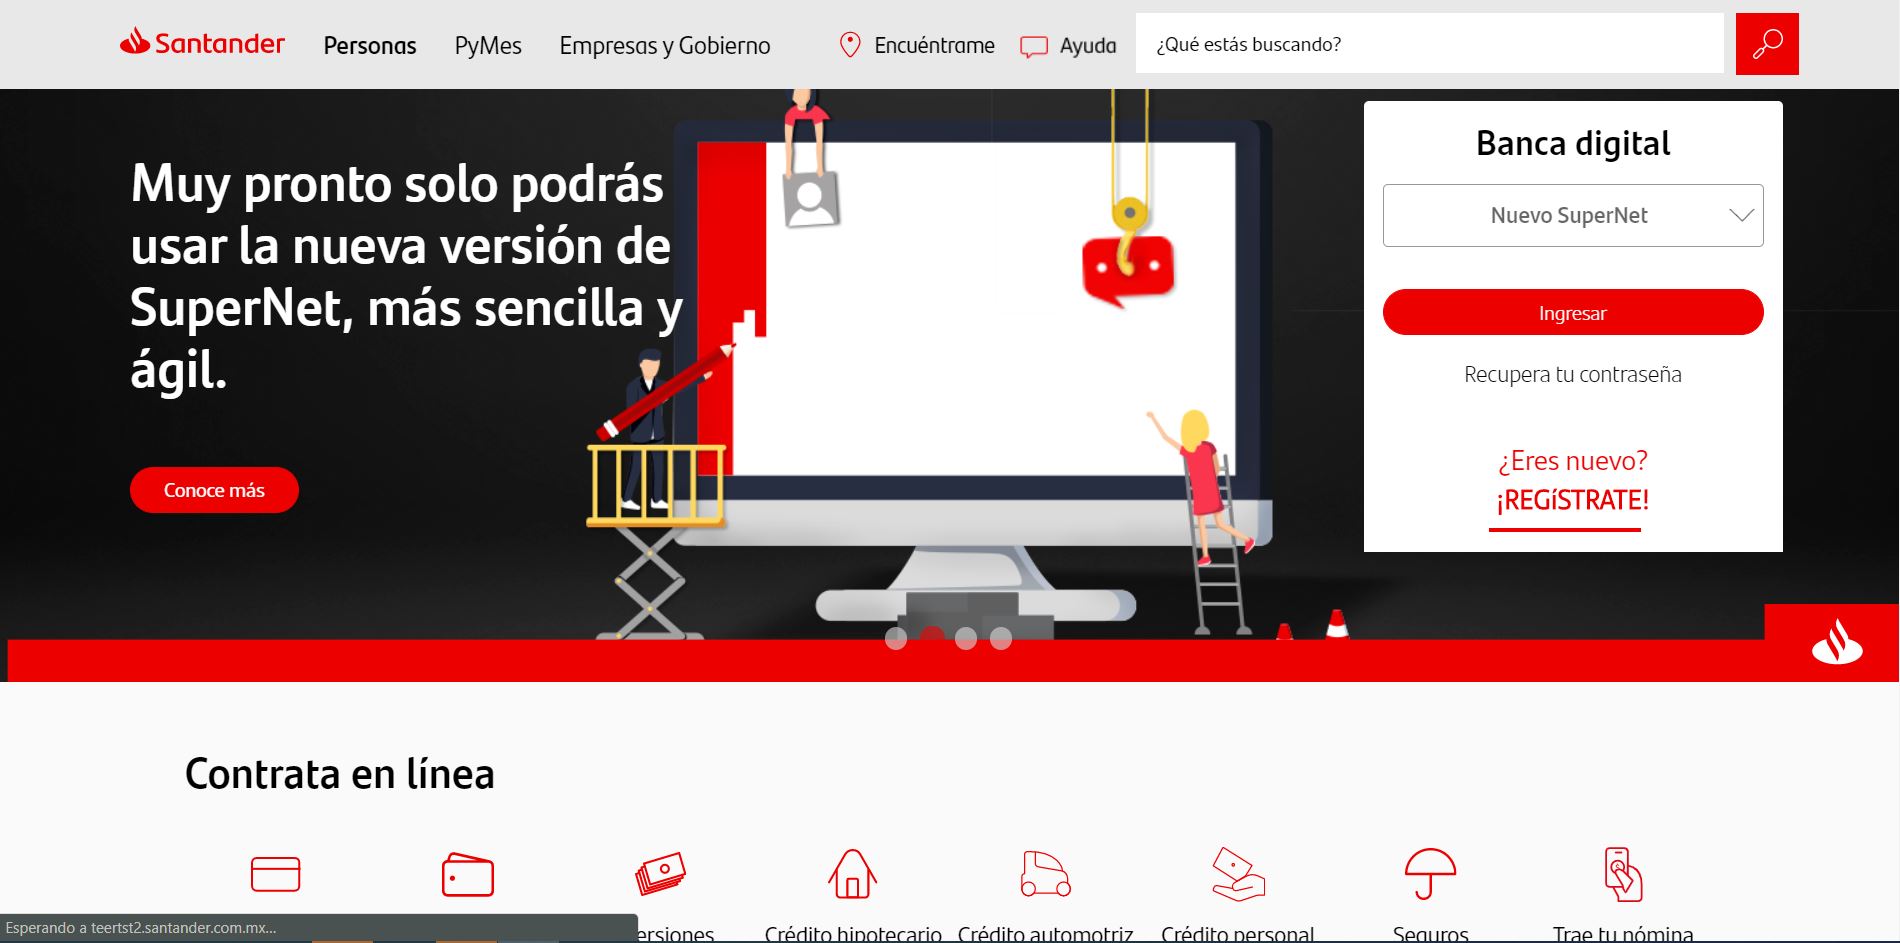 Santander
Personas
PyMes
Empresas y Gobierno
Encuéntrame
Ayuda
¿Qué estás buscando?
Muy pronto solo podrás
usar la nueva versión de
SuperNet, más sencilla y
ágil.
Conoce más
Banca digital
Nuevo SuperNet
Ingresar
Recupera tu contraseña
¿Eres nuevo?
¡REGíSTRATE!
Contrata en línea
ersiones
Crédito hipotecario
Crédito automotriz
Crédito personal
Seguros
Trae tu nómina
Esperando a teertst2.santander.com.mx...